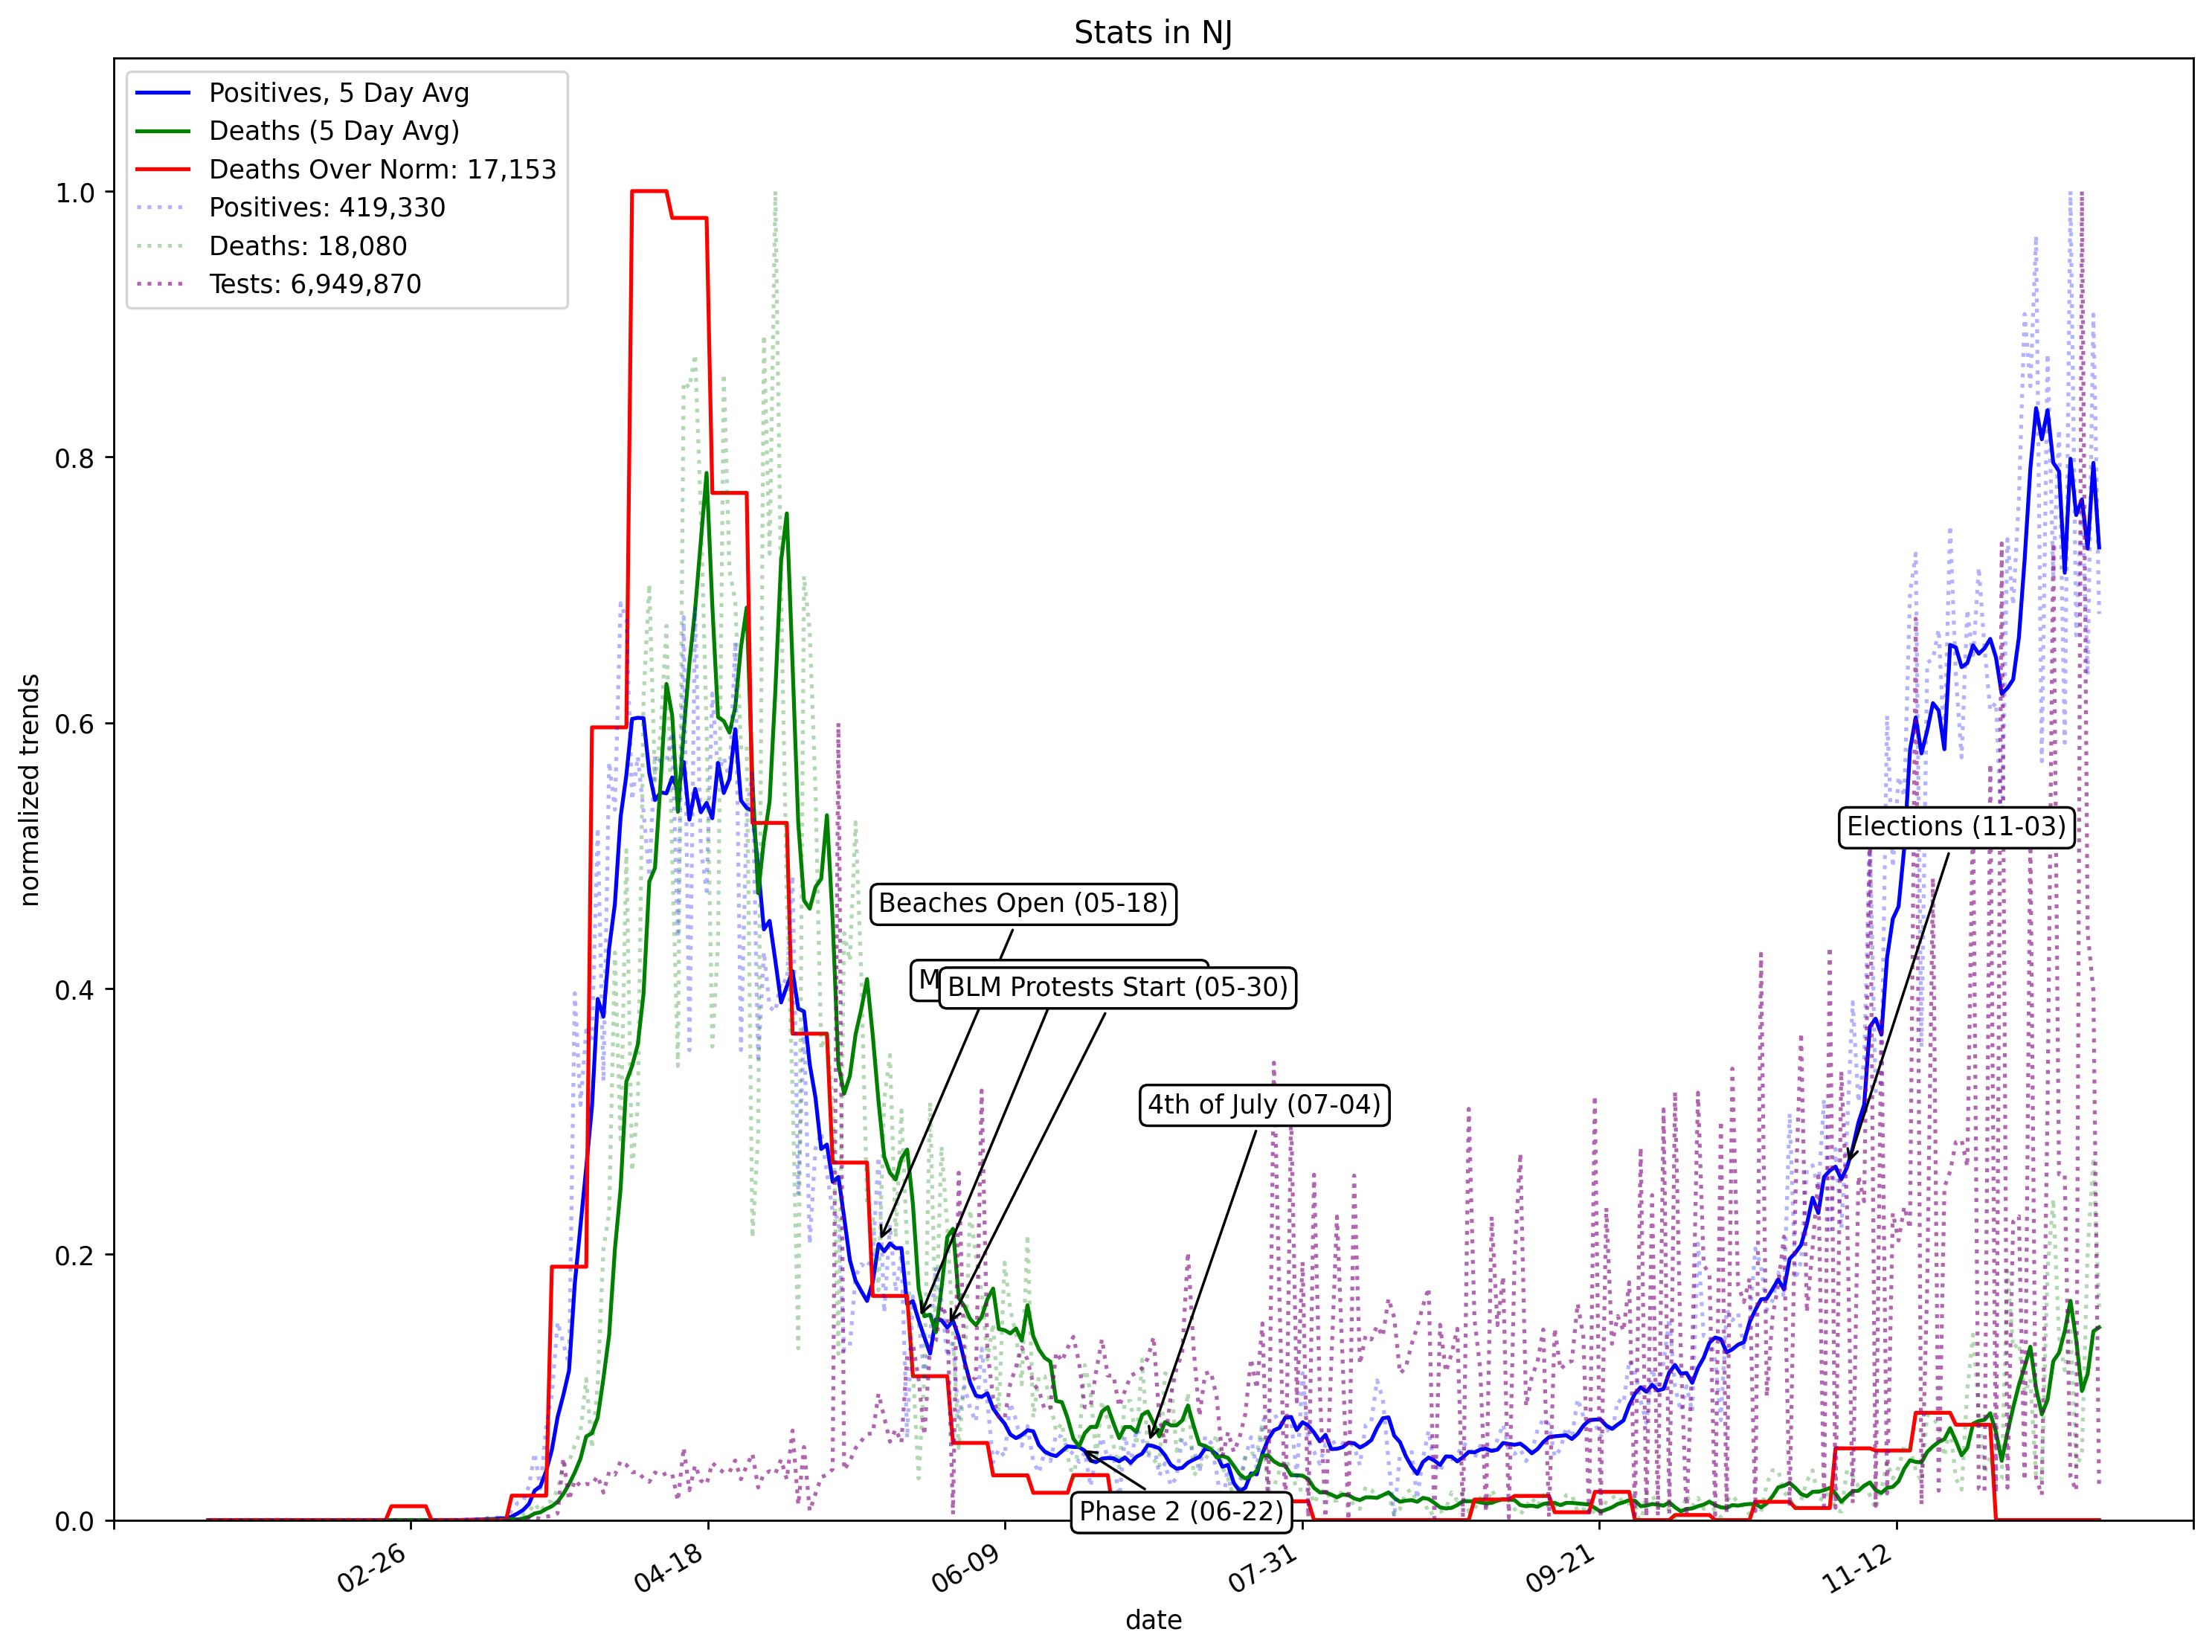 Stats in NJ
Positives, 5 Day Avg
Deaths (5 Day Avg)
Deaths Over Norm: 17,153
Positives: 419,330
Deaths: 18,080
Tests: 6,949,870
1.0
0.8
0.6
0.4
0.2
0.0
normalized trends
Elections (11-03)
Beaches Open (05-18)
M
BLM Protests Start (05-30)
4th of July (07-04)
Phase 2 (06-22)
02-26
04-18
06-09
07-31
09-21
11-12
date